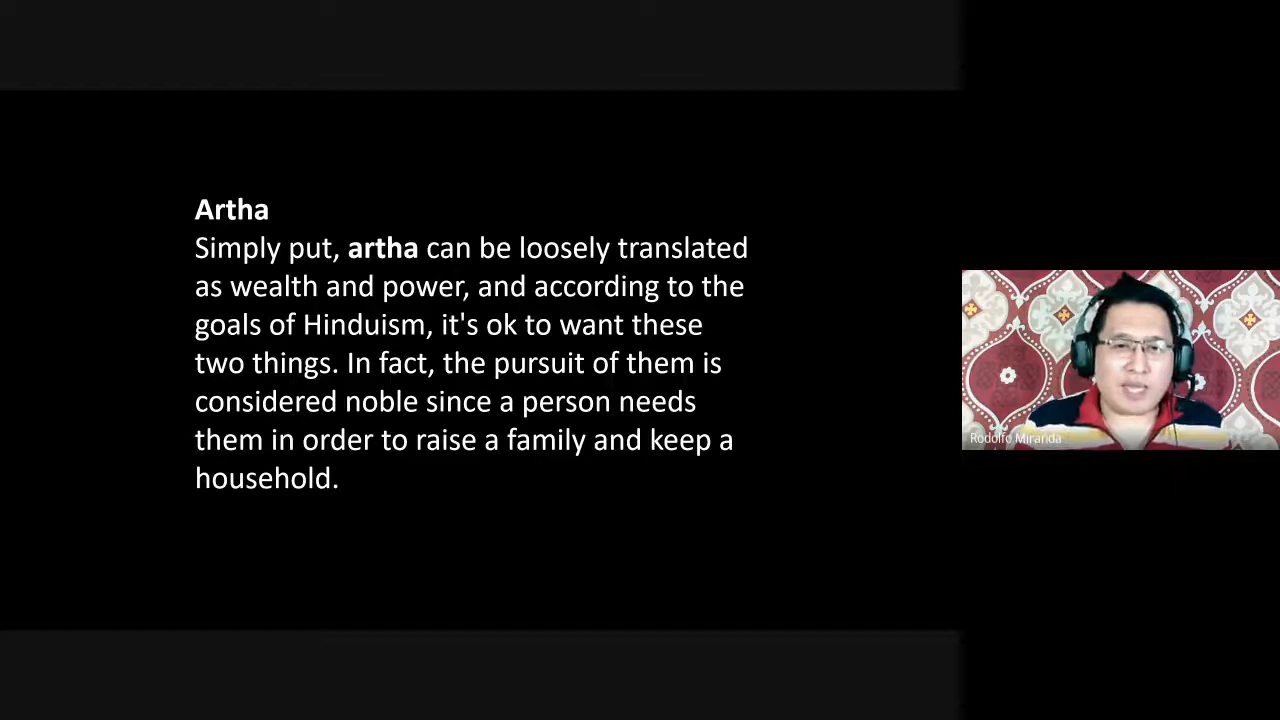 Artha
Simply put, artha can be loosely translated
as wealth and power, and according to the
goals of Hinduism, it's ok to want these
two things. In fact, the pursuit of them is
considered noble since a person needs
them in order to raise a family and keep a
household.
Rodolfo Miranda